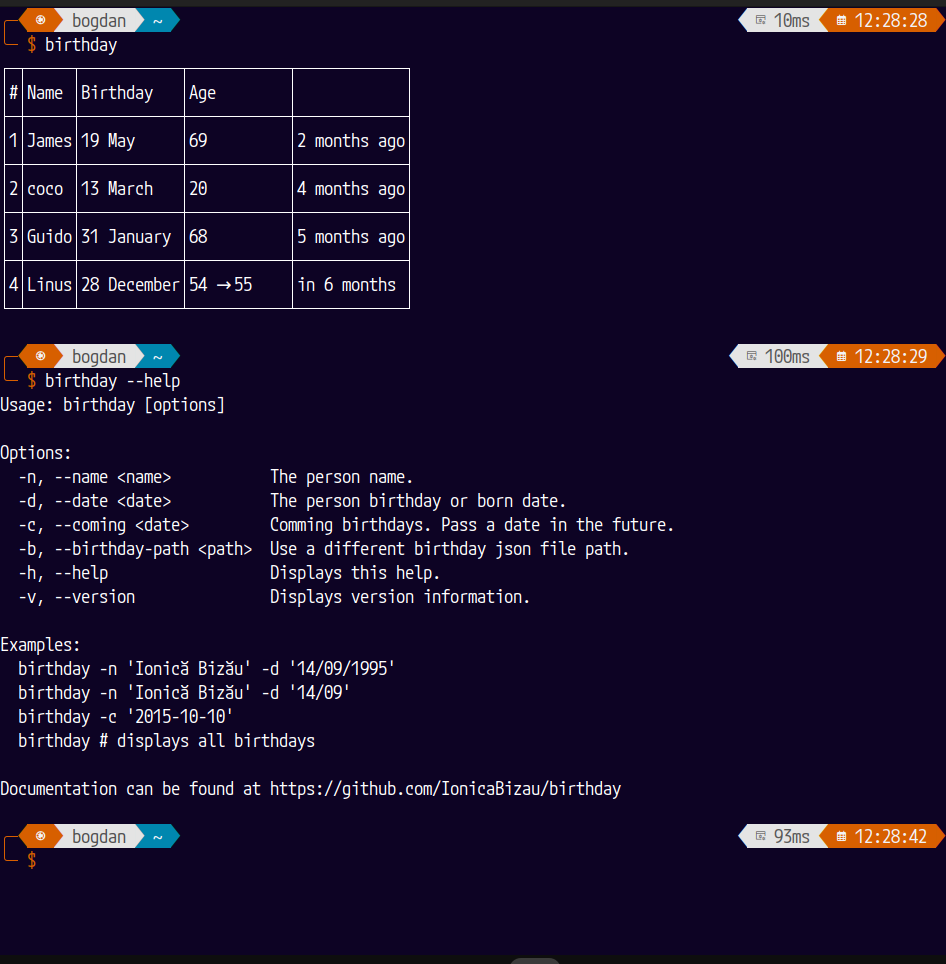 bogdan ~ 10ms 12:28:28
$ birthday
# Name Birthday Age
1 James 19 May 69 2 months ago
2 coco 13 March 20 4 months ago
3 Guido 31 January 68 5 months ago
4 Linus 28 December 54 →55 in 6 months
bogdan ~ 100ms 12:28:29
$ birthday --help
Usage: birthday [options]
Options:
-n, --name <name> The person name.
-d, --date <date> The person birthday or born date.
-c, --coming <date> Comming birthdays. Pass a date in the future.
-b, --birthday-path <path> Use a different birthday json file path.
-h, --help Displays this help.
-v, --version Displays version information.
Examples:
birthday -n 'Ionică Bizău' -d '14/09/1995'
birthday -n 'Ionică Bizău' -d '14/09'
birthday -c '2015-10-10'
birthday # displays all birthdays
Documentation can be found at https://github.com/IonicaBizau/birthday
bogdan ~ 93ms 12:28:42
$